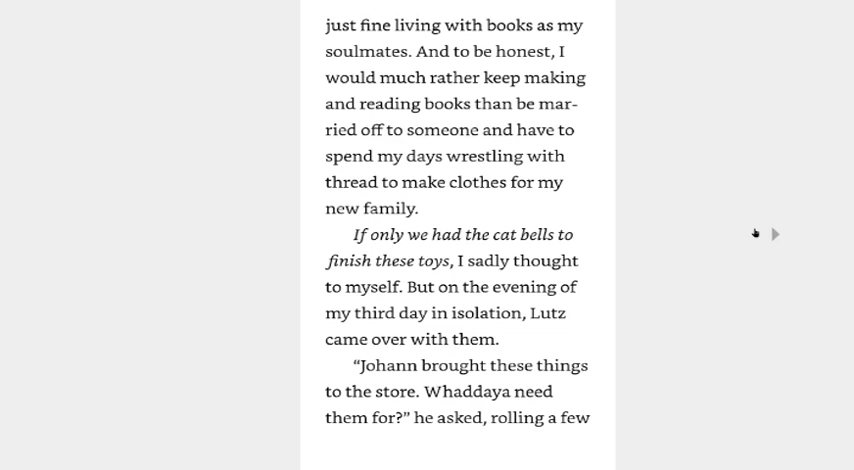 just fine living with books as my
soulmates. And to be honest, I
would much rather keep making
and reading books than be mar-
ried off to someone and have to
spend my days wrestling with
thread to make clothes for my
new family.
If only we had the cat bells to
finish these toys, I sadly thought
to myself. But on the evening of
my third day in isolation, Lutz
came over with them.
“Johann brought these things
to the store. Whaddaya need
them for?” he asked, rolling a few